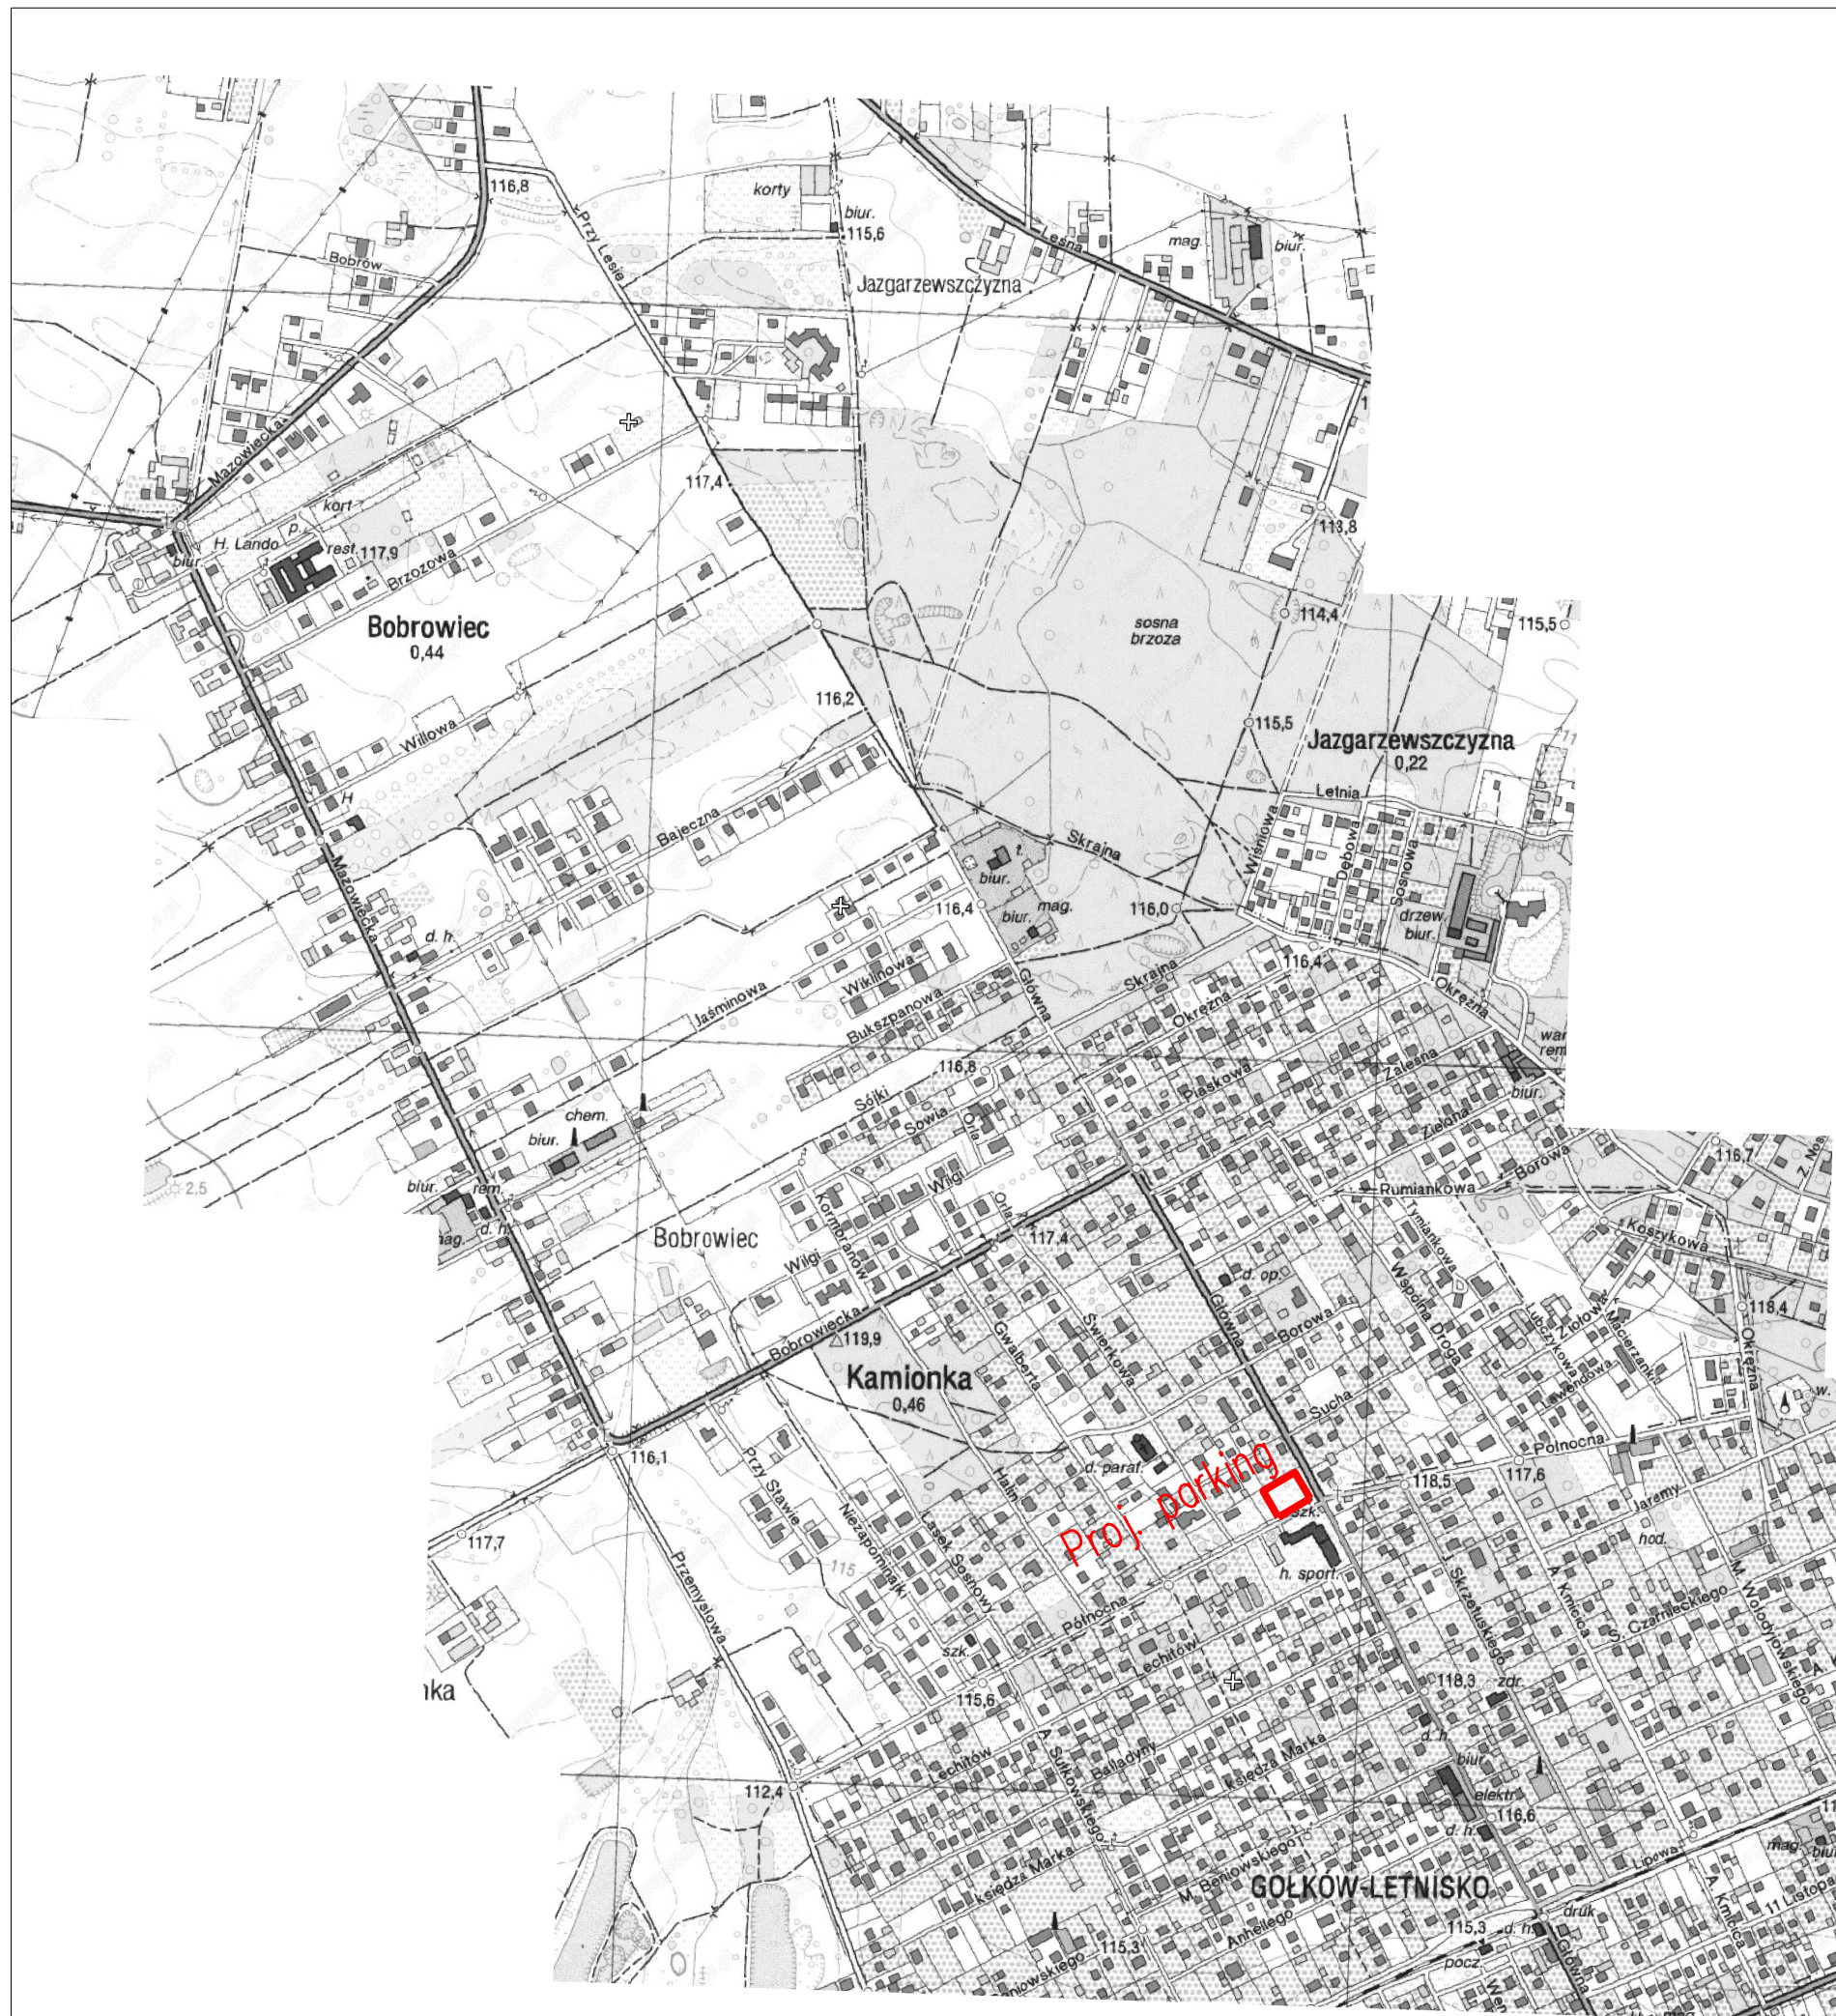 116,8
Przy Lesie
korty
biur.
115,6
Leśna
mag.
biur.
Bobrów
Jazgarzewszczyzna
Mazowiecka
kort
p.
H. Lando
rest.
117,9
biur.
Brzozowa
117,4
113,8
Bobrowiec
0,44
sosna
brzoza
114,4
115,5
116,2
Willowa
115,5
Jazgarzewszczyzna
0,22
H
Letnia
Bajeczna
Mazowiecka
Skrajna
Wiśniowa
Dębowa
Sosnowa
t.
biur.
116,4
biur.
mag.
116,0
drzew.
biur.
d. h.
116,4
Wiklinowa
Jaśminowa
Bukszpanowa
Główna
Skrajna
Okrężna
Okrężna
116,8
Sójki
Sowia
Orla
Piaskowa
Zalesna
Zielona
biur.
chem.
biur.
biur.
rem.
d. h.
2,5
Wilgi
Kormoranów
Orla
117,4
Borowa
Rumiankowa
116,7
Tymiankowa
Koszykowa
Bobrowiec
Wilgi
d. op.
Wspólna Droga
Główna
Borowa
118,4
Bobrowiecka
119,9
Gwalberta
Świerkowa
Lubczykowa
Ziołowa
Macierzanki
Okrężna
Kamionka
0,46
Sucha
w.
116,1
Przy Stawie
d. paraf.
Północna
117,6
118,5
Proj. parking
szk.
Halin
Niezapominajki
Lasek Sosnowy
117,7
115
Przemysłowa
h. sport.
Jaremy
hod.
J. Skrzetuskiego
A. Kmicica
S. Czarnieckiego
M. Wołodyjowskiego
Północna
Lechitów
szk.
115,6
118,3
zdr.
Lechitów
A. Sułkowskiego
Balladyny
księdza Marka
d. h.
biur.
elektr.
116,6
d. h.
112,4
księdza Marka
M. Beniowskiego
Lipowa
mag.
GOŁKÓW-LETNISKO
A. Kmicica
druk.
Anhellego
115,3
115,3
d. h.
pocz.
Główna